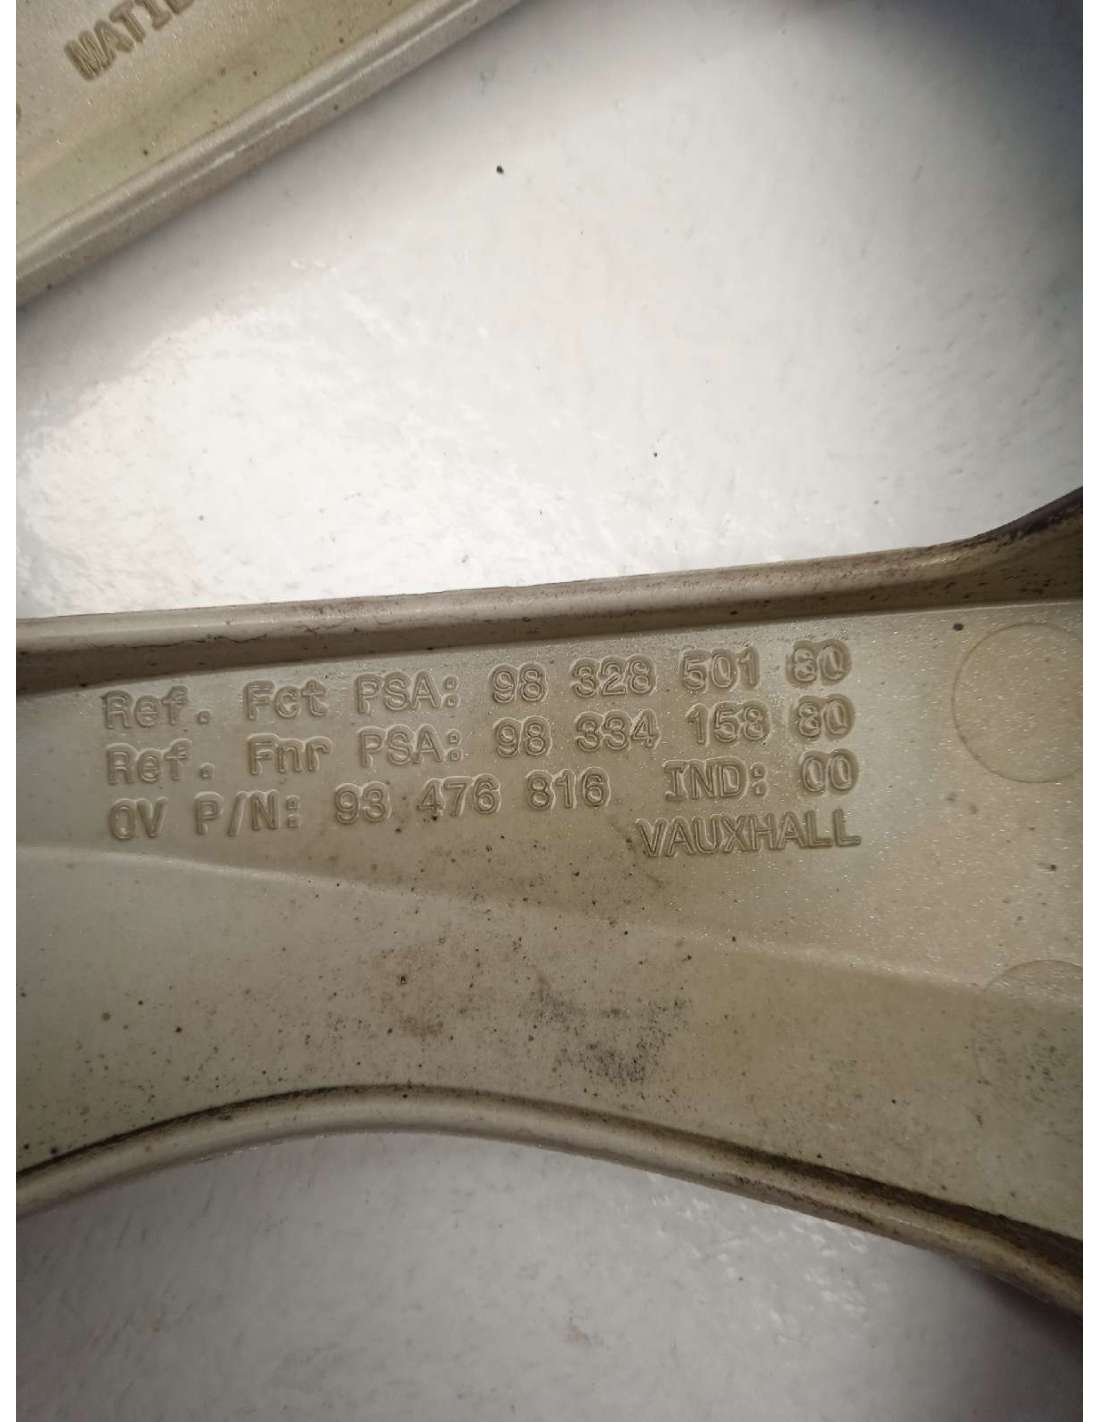 MATIE
Ref. Fct PSA: 98 328 501 80
Ref. Fnr PSA: 98 334 158 80
OV P/N: 93 476 816 IND: 00
VAUXHALL